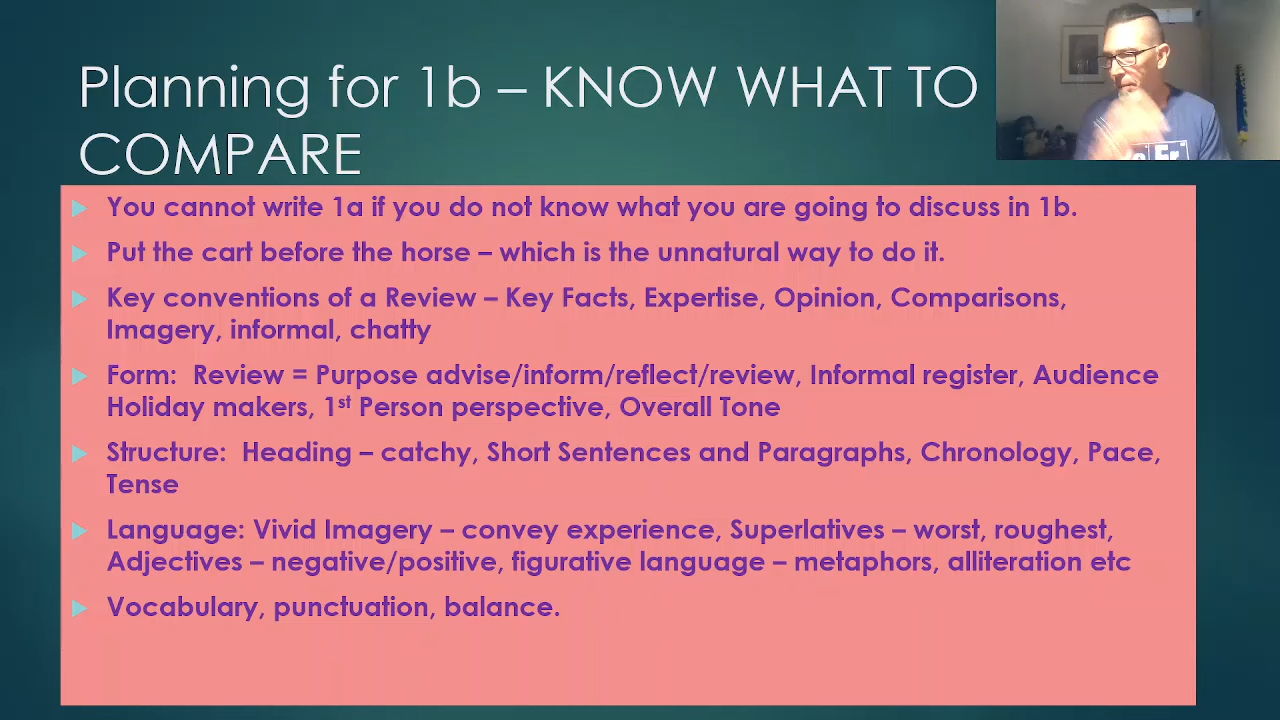 Planning for 1b – KNOW WHAT TO
COMPARE
You cannot write 1a if you do not know what you are going to discuss in 1b.
Put the cart before the horse – which is the unnatural way to do it.
Key conventions of a Review – Key Facts, Expertise, Opinion, Comparisons,
Imagery, informal, chatty
Form:  Review = Purpose advise/inform/reflect/review, Informal register, Audience
Holiday makers, 1st Person perspective, Overall Tone
Structure:  Heading – catchy, Short Sentences and Paragraphs, Chronology, Pace,
Tense
Language: Vivid Imagery – convey experience, Superlatives – worst, roughest,
Adjectives – negative/positive, figurative language – metaphors, alliteration etc
Vocabulary, punctuation, balance.